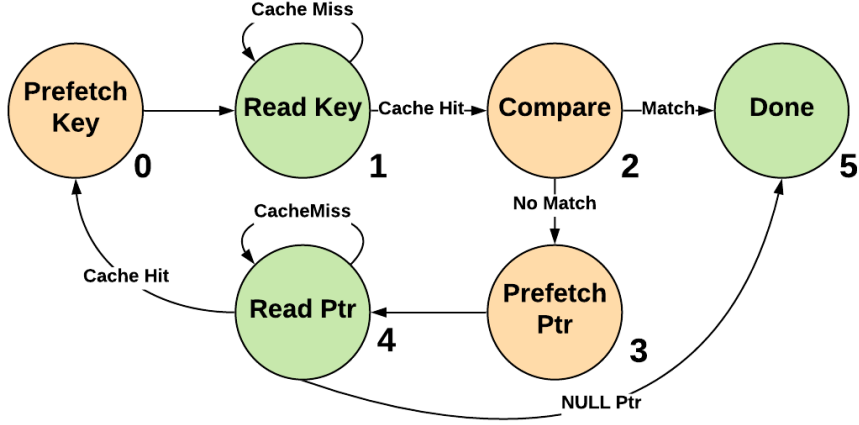 Cache Miss
Prefetch
Key
0
Read Key
1
Cache Hit
Compare
2
Match
Done
5
No Match
CacheMiss
Cache Hit
Read Ptr
4
Prefetch
Ptr
3
NULL Ptr